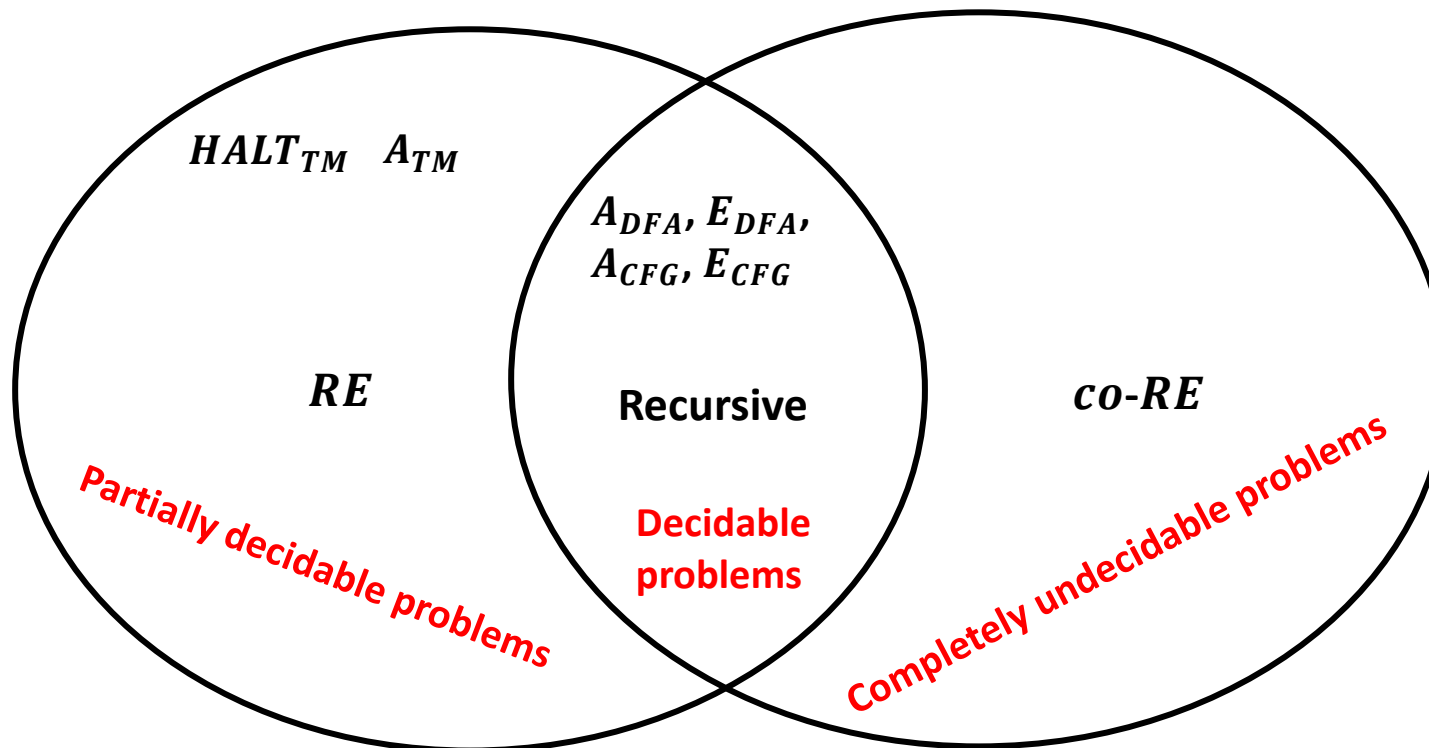 HALT_TM A_TM
A_DFA, E_DFA,
A_CFG, E_CFG
RE
Recursive
co-RE
Partially decidable problems
Decidable
problems
Completely undecidable problems